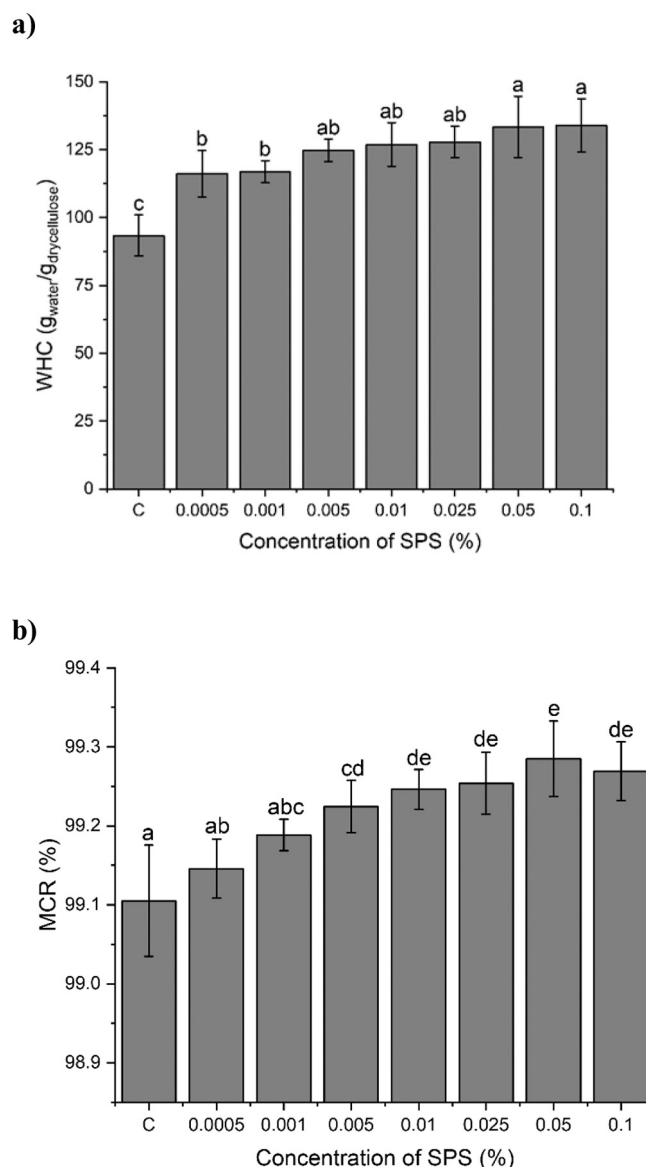 a)
150
125
100
75
50
25
0
WHC (g_water/g_drycellulose)
c
b
b
ab
ab
ab
a
a
C 0.0005 0.001 0.005 0.01 0.025 0.05 0.1
Concentration of SPS (%)
b)
99.4
99.3
99.2
99.1
99.0
98.9
MCR (%)
a
ab
abc
cd
de
de
e
de
C 0.0005 0.001 0.005 0.01 0.025 0.05 0.1
Concentration of SPS (%)